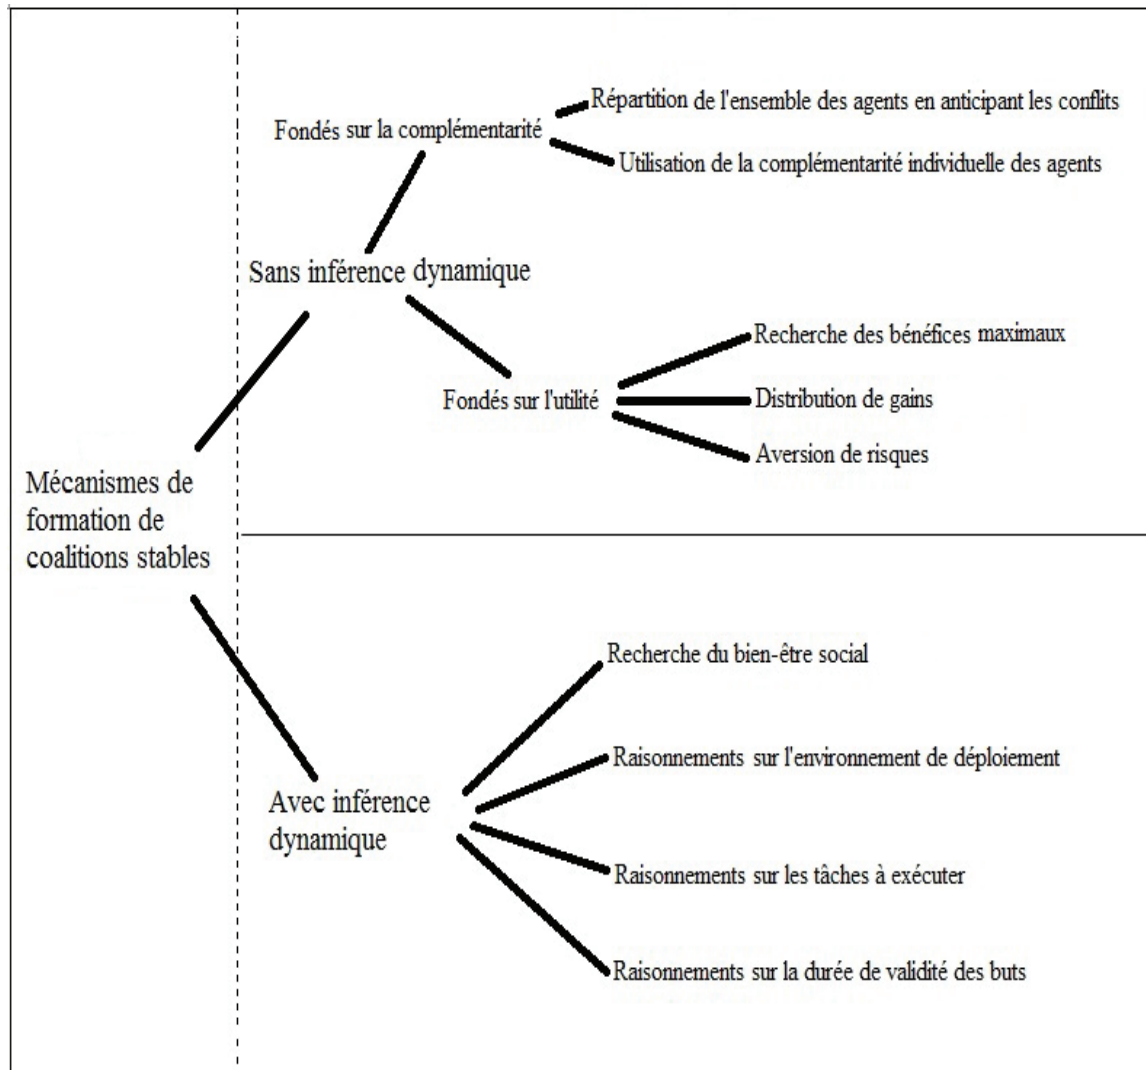 Répartition de l'ensemble des agents en anticipant les conflits
Fondés sur la complémentarité
Utilisation de la complémentarité individuelle des agents
Sans inférence dynamique
Recherche des bénéfices maximaux
Fondés sur l'utilité
Distribution de gains
Aversion de risques
Mécanismes de
formation de
coalitions stables
Recherche du bien-être social
Raisonnements sur l'environnement de déploiement
Avec inférence
dynamique
Raisonnements sur les tâches à exécuter
Raisonnements sur la durée de validité des buts